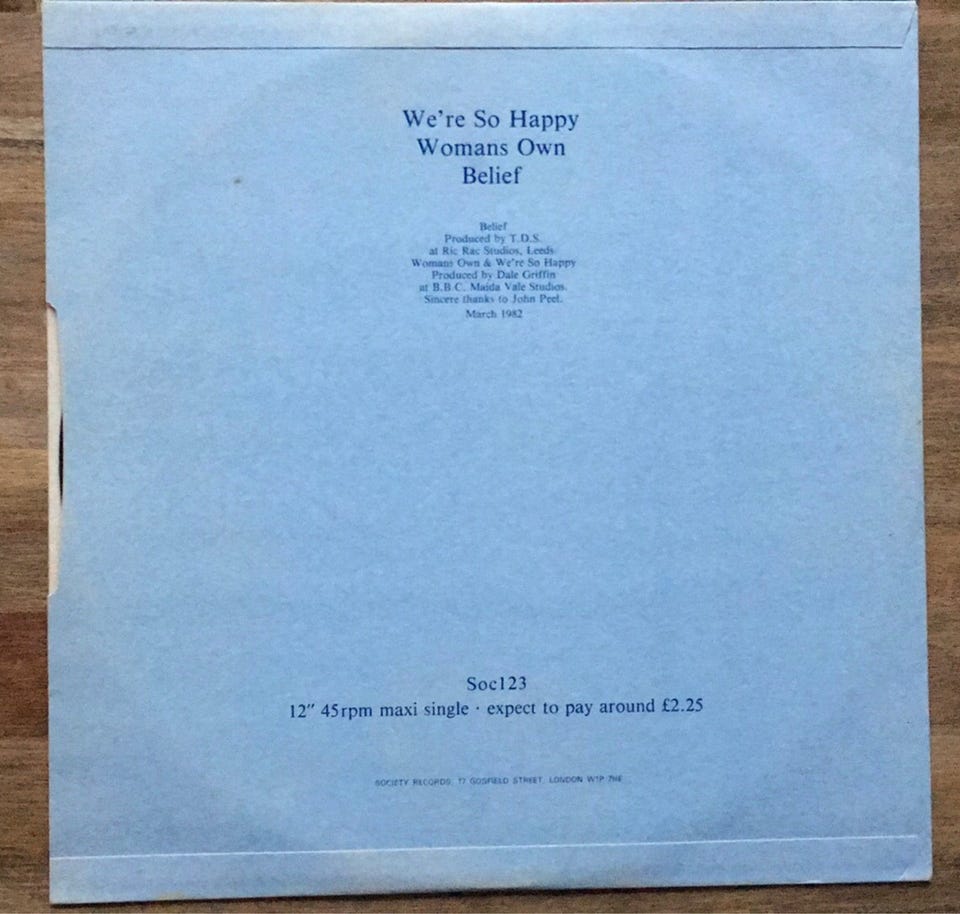 We're So Happy
Womans Own
Belief
Belief
Produced by T.D.S.
at Ric Rac Studios, Leeds.
Womans Own & We're So Happy
Produced by Dale Griffin
at B.B.C. Maida Vale Studios.
Sincere thanks to John Peel.
March 1982
Soc123
12" 45rpm maxi single · expect to pay around £2.25
SOCIETY RECORDS, 77 GOSFIELD STREET, LONDON W1P